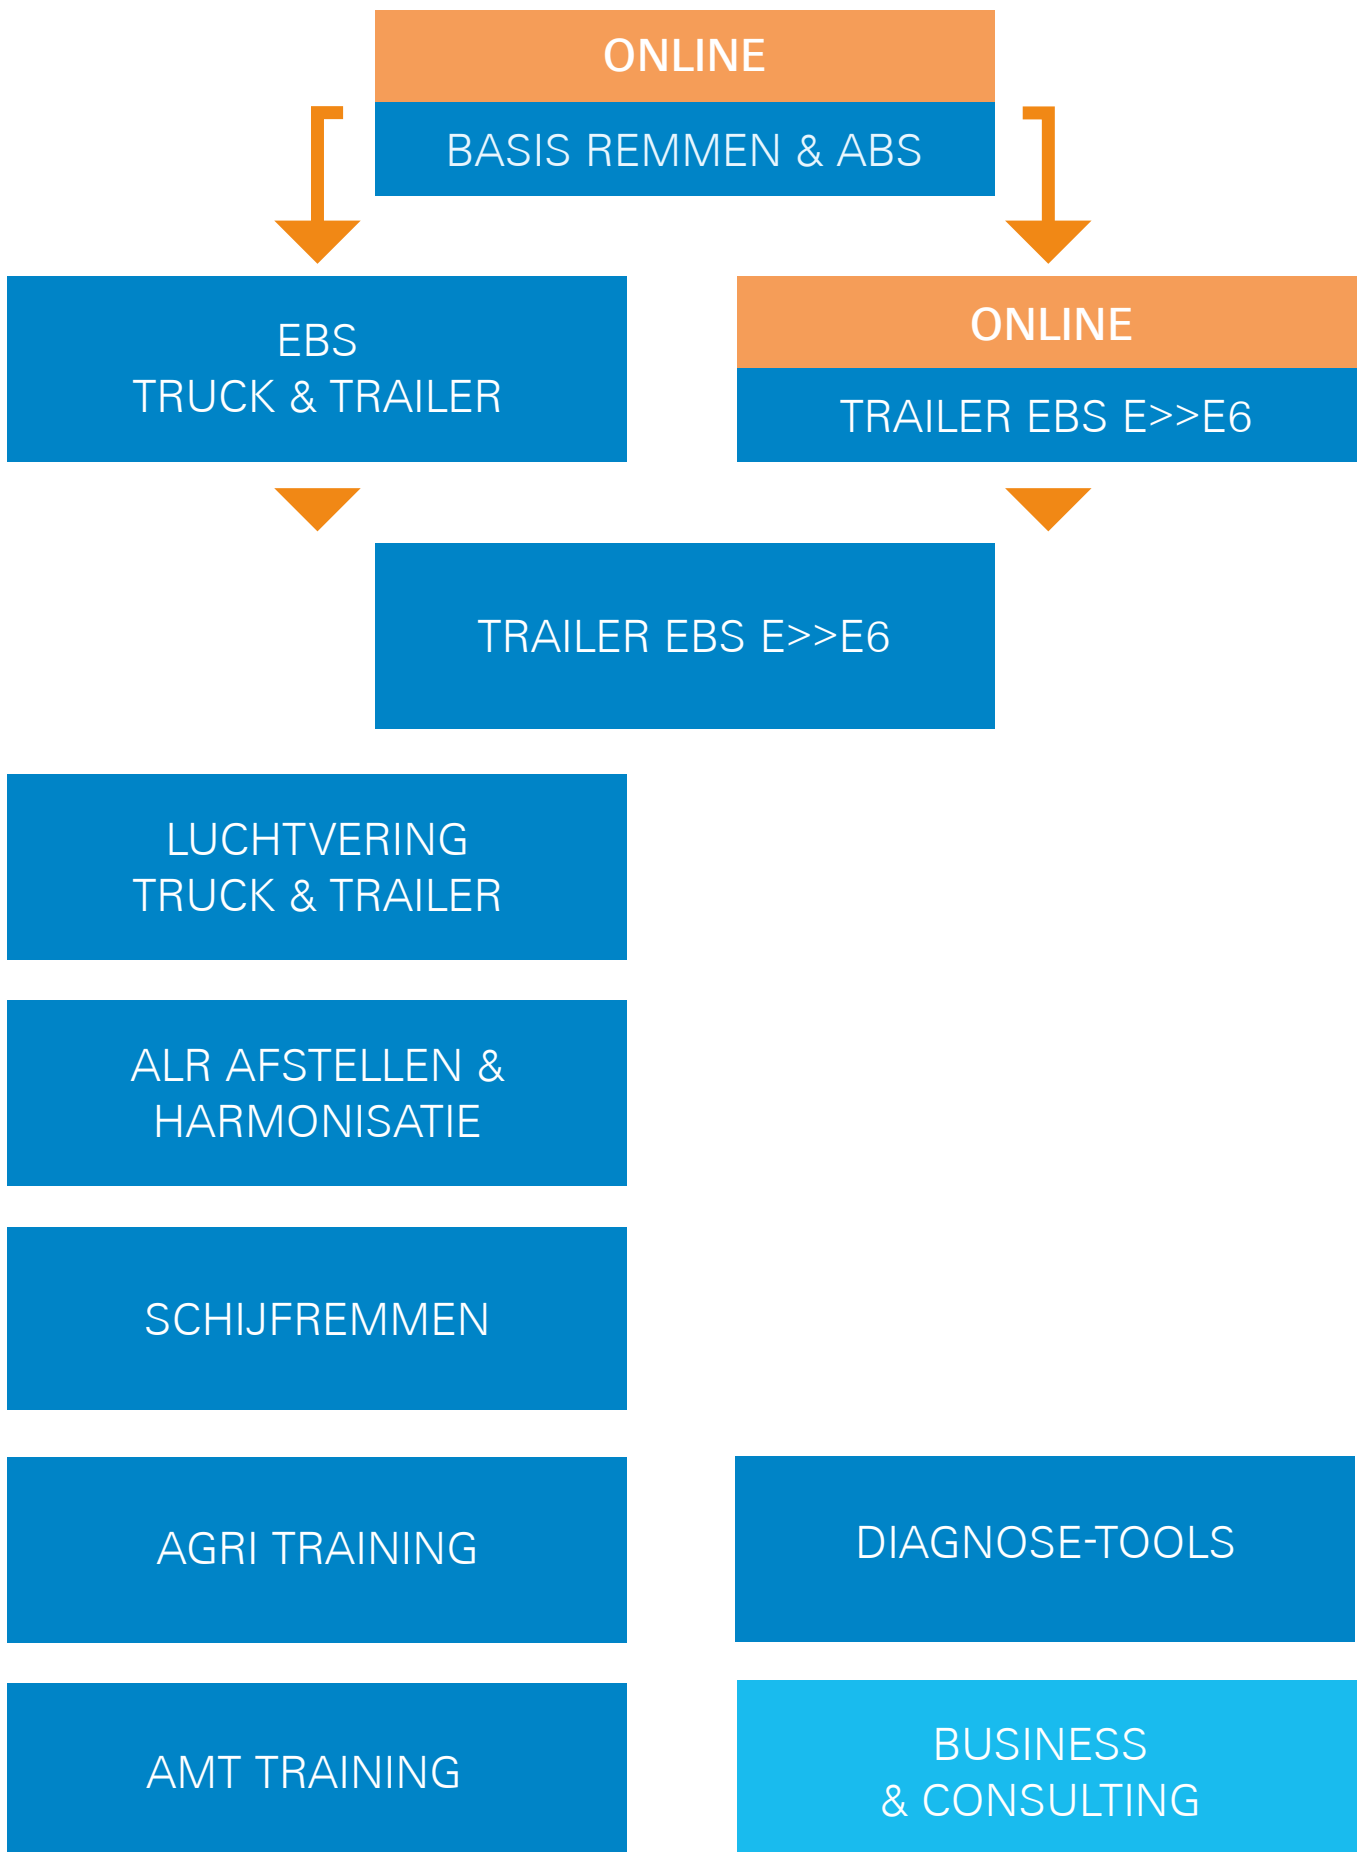 ONLINE
BASIS REMMEN & ABS
EBS
TRUCK & TRAILER
ONLINE
TRAILER EBS E>>E6
TRAILER EBS E>>E6
LUCHTVERING
TRUCK & TRAILER
ALR AFSTELLEN &
HARMONISATIE
SCHIJFREMMEN
AGRI TRAINING
DIAGNOSE-TOOLS
AMT TRAINING
BUSINESS
& CONSULTING